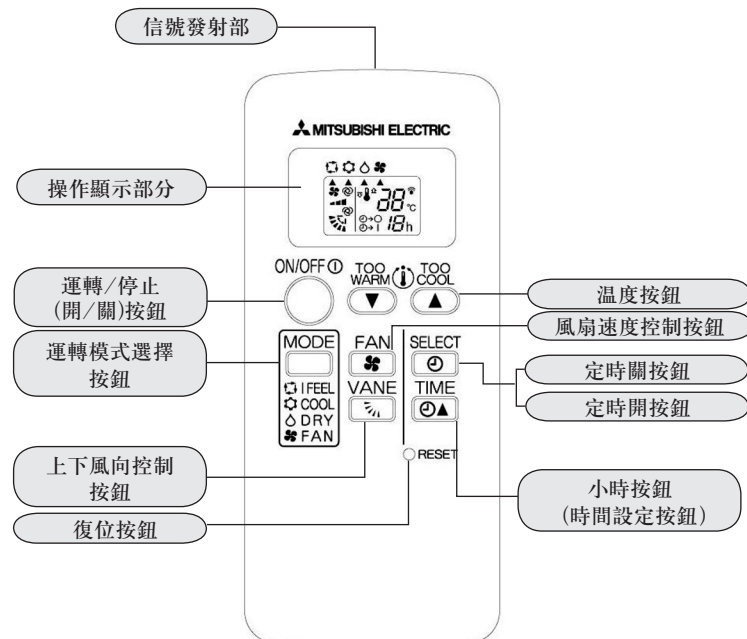 信號發射部
MITSUBISHI ELECTRIC
操作顯示部分
88℃
18h
ON/OFF
TOO WARM
TOO COOL
運轉/停止
(開/關)按鈕
温度按鈕
風扇速度控制按鈕
運轉模式選擇
按鈕
MODE
FAN
SELECT
I FEEL
COOL
DRY
FAN
VANE
TIME
定時關按鈕
定時開按鈕
RESET
上下風向控制
按鈕
復位按鈕
小時按鈕
(時間設定按鈕)